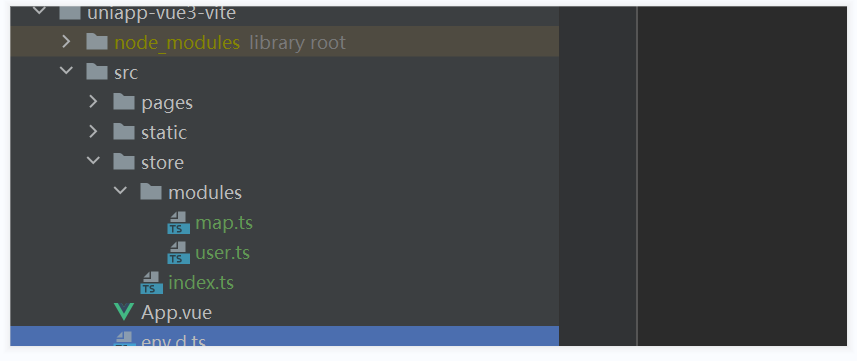 uniapp-vue3-vite
node_modules library root
src
pages
static
store
modules
TS map.ts
TS user.ts
TS index.ts
App.vue
TS env.d.ts